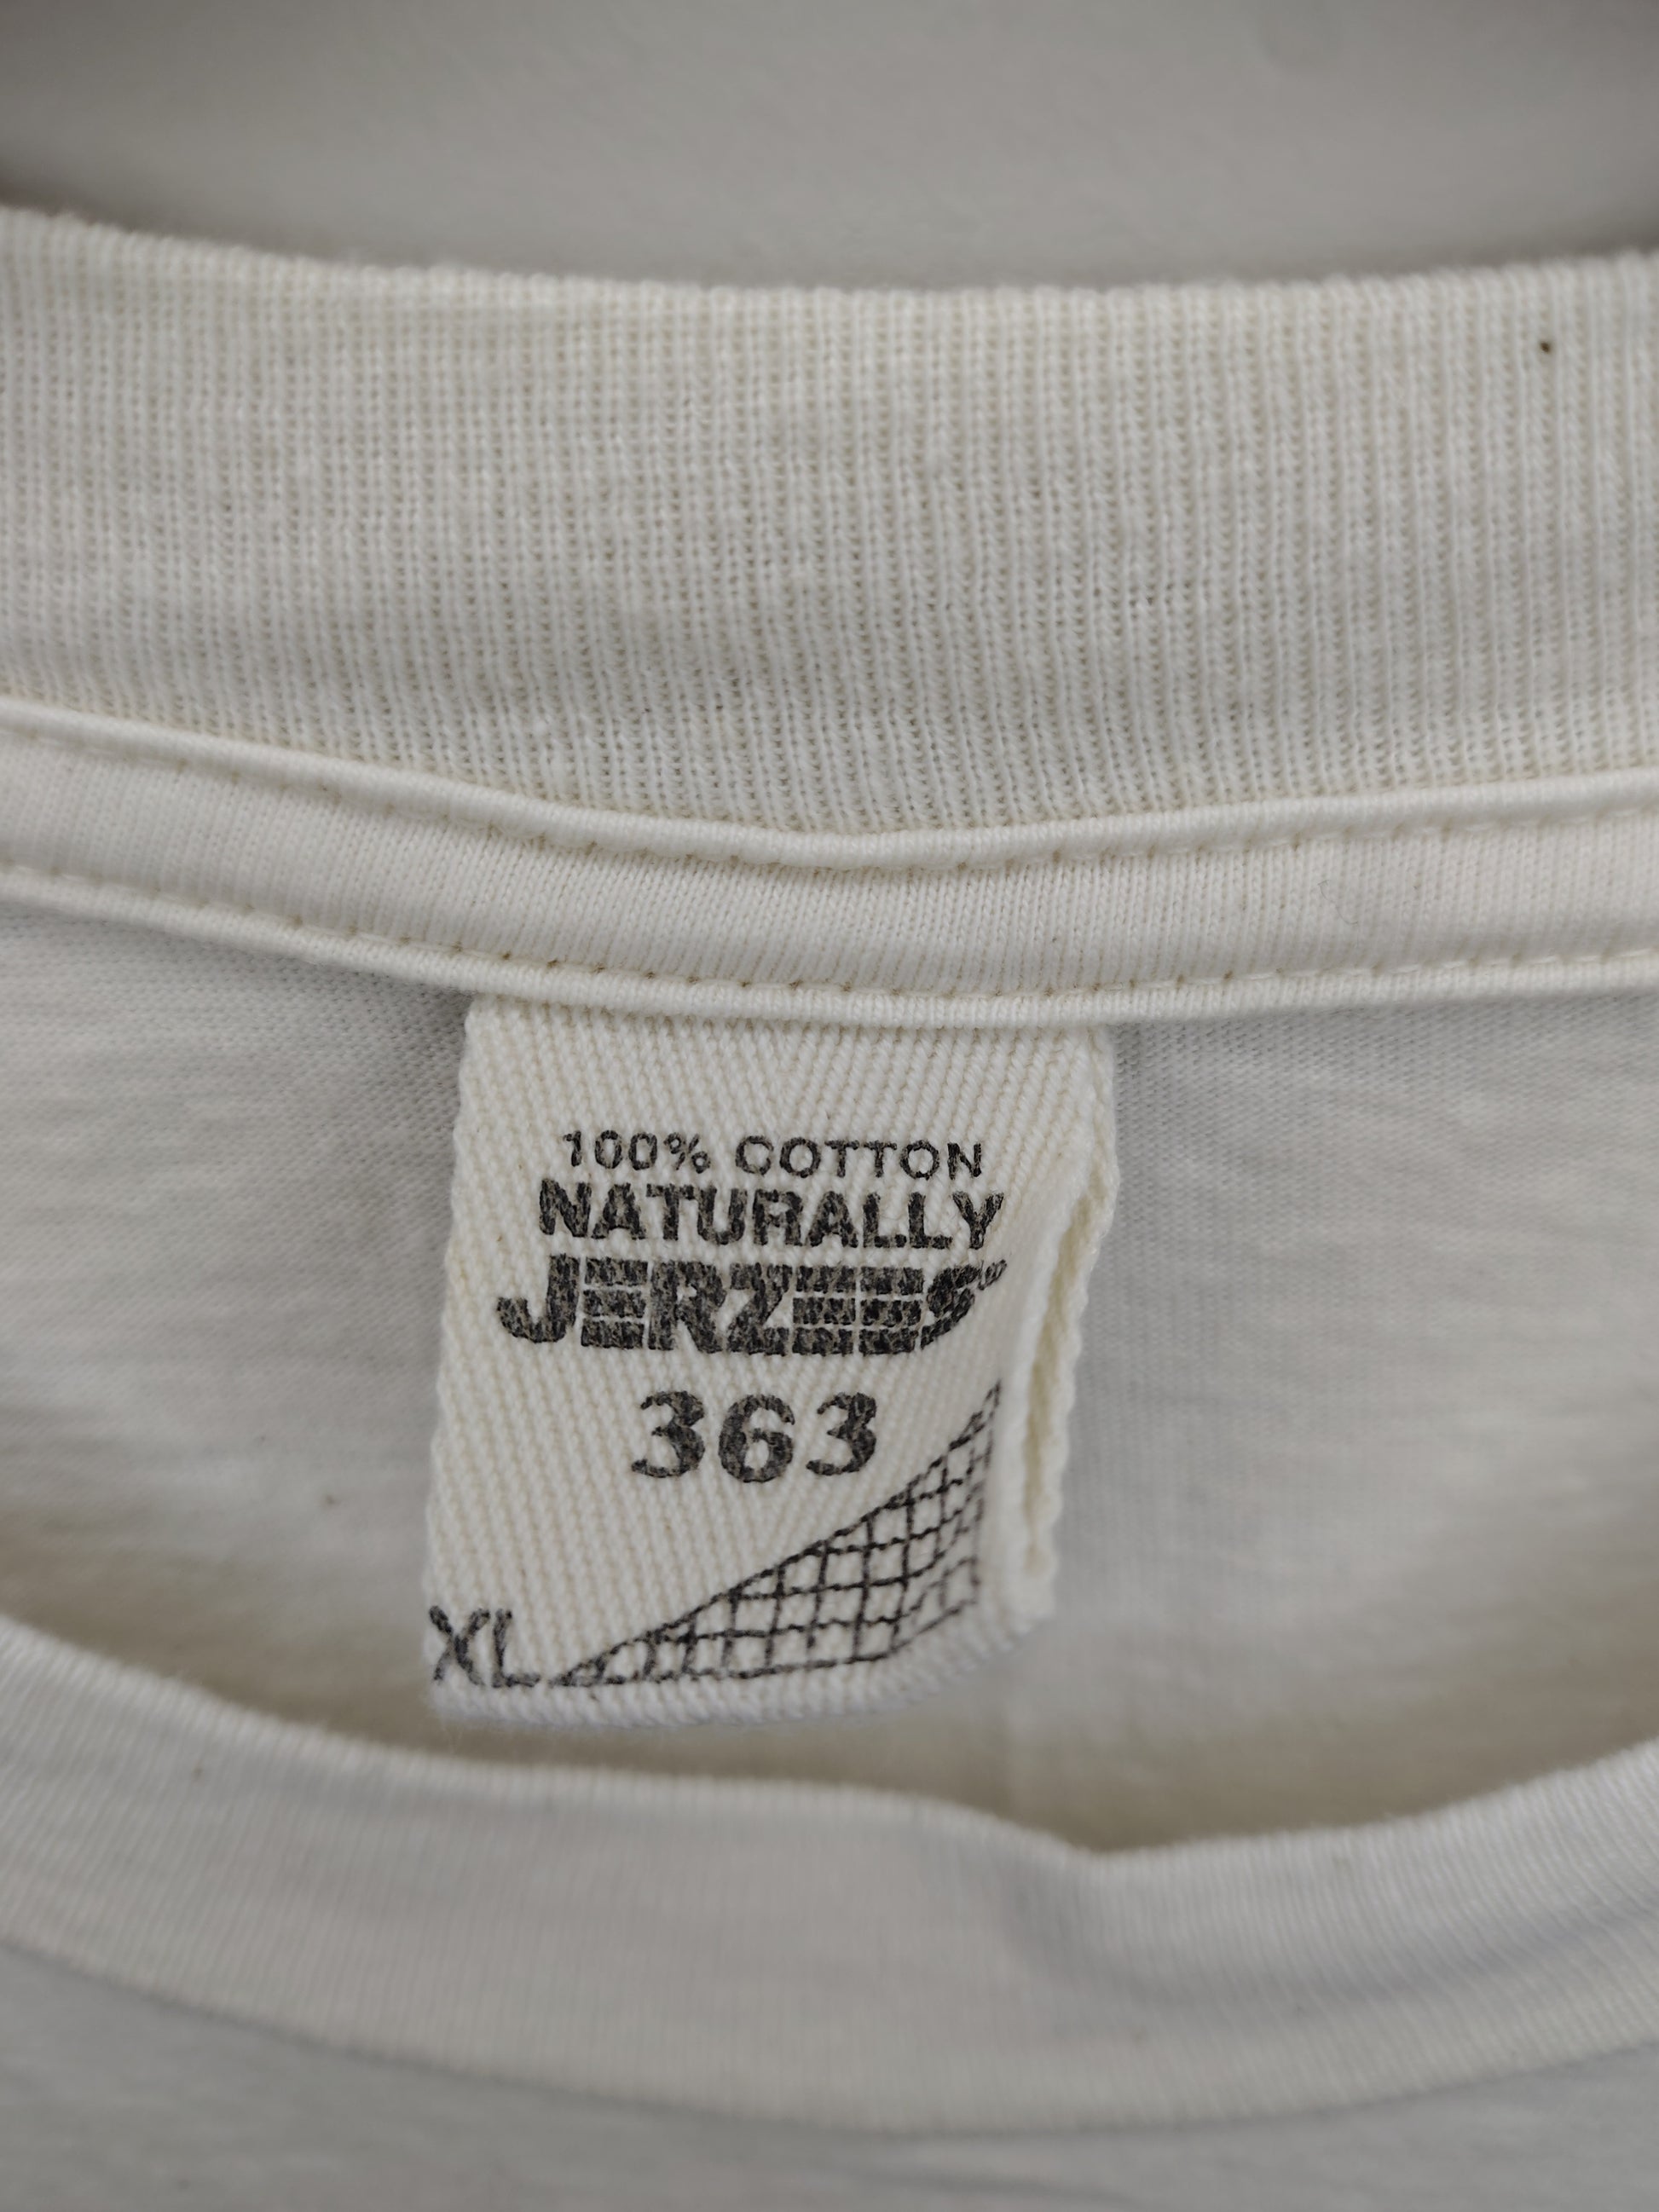 100% COTTON
NATURALLY
JERZEES
363
XL